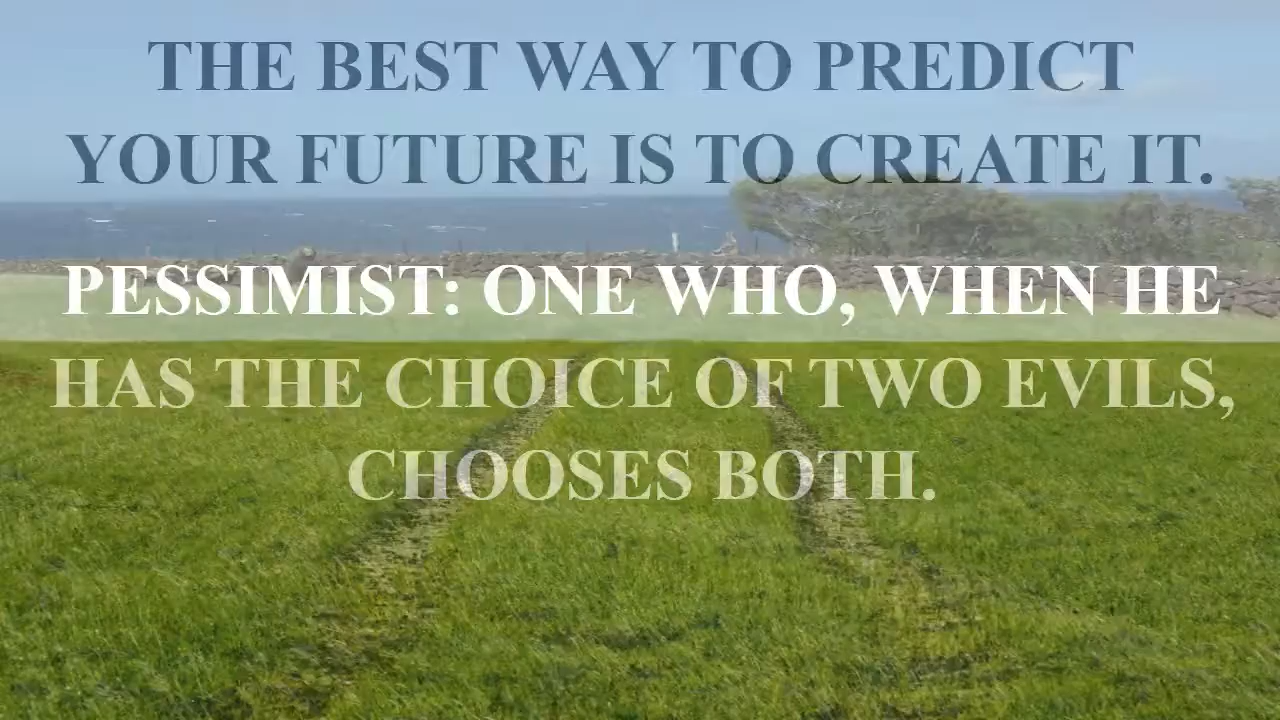 THE BEST WAY TO PREDICT
YOUR FUTURE IS TO CREATE IT.
PESSIMIST: ONE WHO, WHEN HE
HAS THE CHOICE OF TWO EVILS,
CHOOSES BOTH.